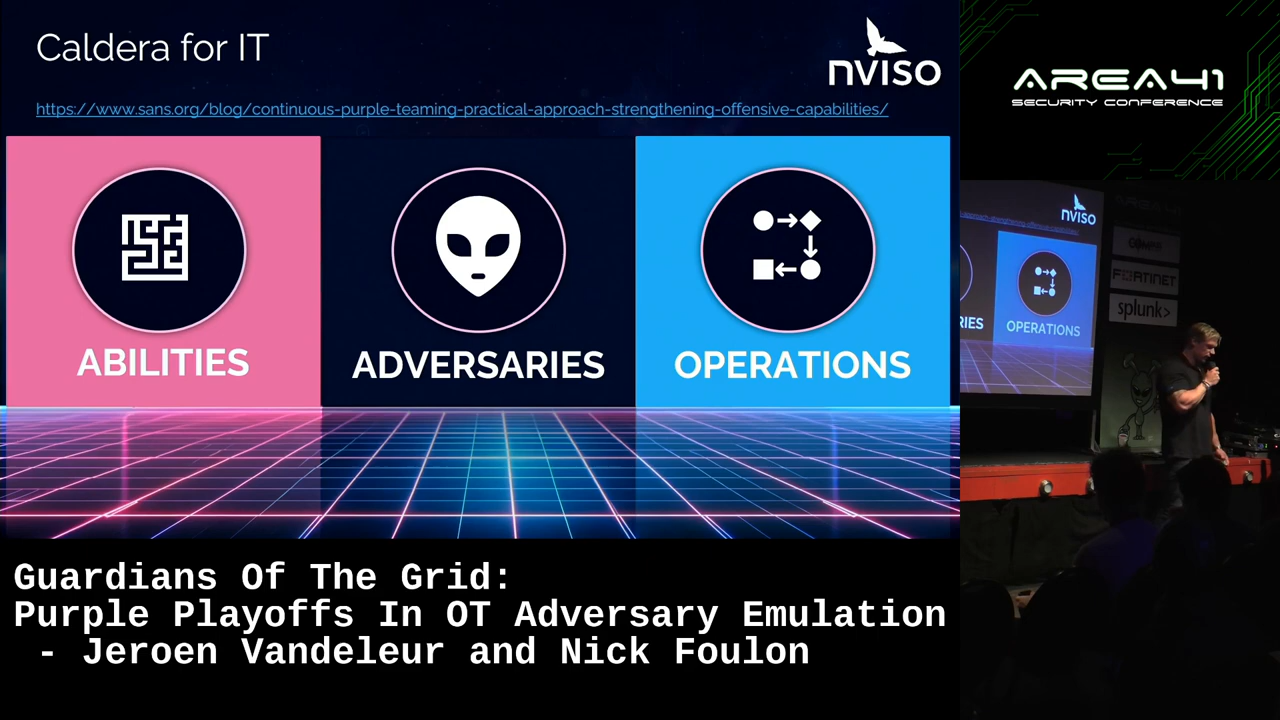 Caldera for IT
nviso
https://www.sans.org/blog/continuous-purple-teaming-practical-approach-strengthening-offensive-capabilities/
ABILITIES
ADVERSARIES
OPERATIONS
Guardians Of The Grid:
Purple Playoffs In OT Adversary Emulation
- Jeroen Vandeleur and Nick Foulon
AREA41
SECURITY CONFERENCE
nviso
RIES
OPERATIONS
FORTINET
splunk>